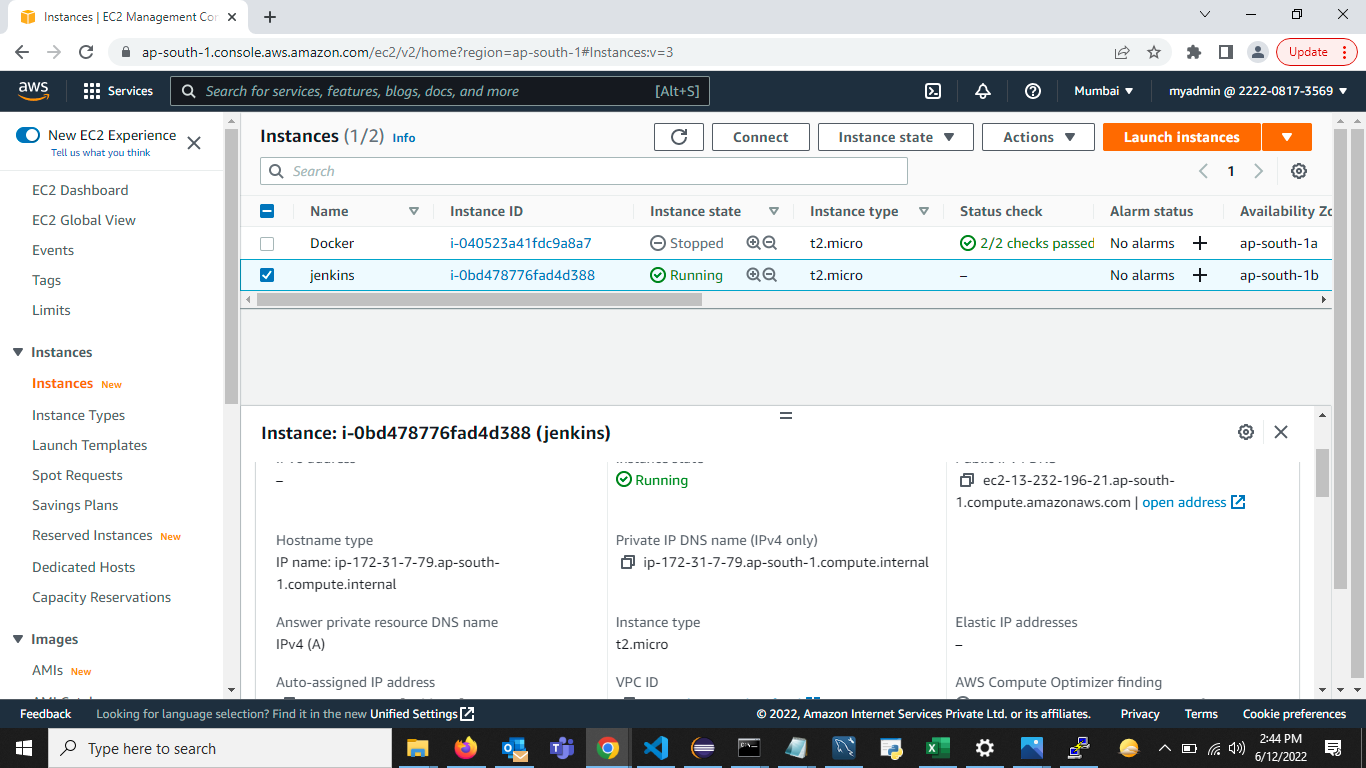 Instances | EC2 Management Cor
ap-south-1.console.aws.amazon.com/ec2/v2/home?region=ap-south-1#Instances:v=3
Update
aws
Services
Search for services, features, blogs, docs, and more
[Alt+S]
Mumbai
myadmin @ 2222-0817-3569
New EC2 Experience
Tell us what you think
EC2 Dashboard
EC2 Global View
Events
Tags
Limits
Instances
Instances New
Instance Types
Launch Templates
Spot Requests
Savings Plans
Reserved Instances New
Dedicated Hosts
Capacity Reservations
Images
AMIs New
Instances (1/2) Info
Connect
Instance state
Actions
Launch instances
Search
1
Name Instance ID Instance state Instance type Status check Alarm status Availability Zo
Docker i-040523a41fdc9a8a7 Stopped t2.micro 2/2 checks passed No alarms ap-south-1a
jenkins i-0bd478776fad4d388 Running t2.micro – No alarms ap-south-1b
Instance: i-0bd478776fad4d388 (jenkins)
–
Running
ec2-13-232-196-21.ap-south-
1.compute.amazonaws.com | open address
Hostname type
IP name: ip-172-31-7-79.ap-south-
1.compute.internal
Private IP DNS name (IPv4 only)
ip-172-31-7-79.ap-south-1.compute.internal
Answer private resource DNS name
IPv4 (A)
Instance type
t2.micro
Elastic IP addresses
–
Auto-assigned IP address
VPC ID
AWS Compute Optimizer finding
Feedback
Looking for language selection? Find it in the new Unified Settings
© 2022, Amazon Internet Services Private Ltd. or its affiliates.
Privacy
Terms
Cookie preferences
Type here to search
2:44 PM
6/12/2022